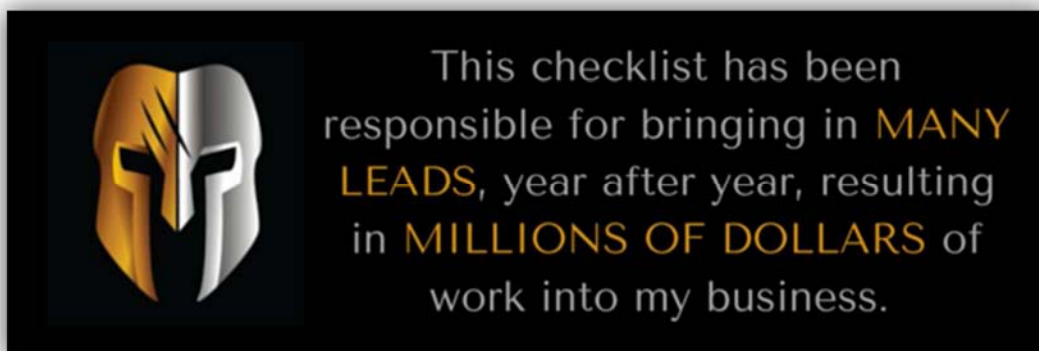 This checklist has been
responsible for bringing in MANY
LEADS, year after year, resulting
in MILLIONS OF DOLLARS of
work into my business.